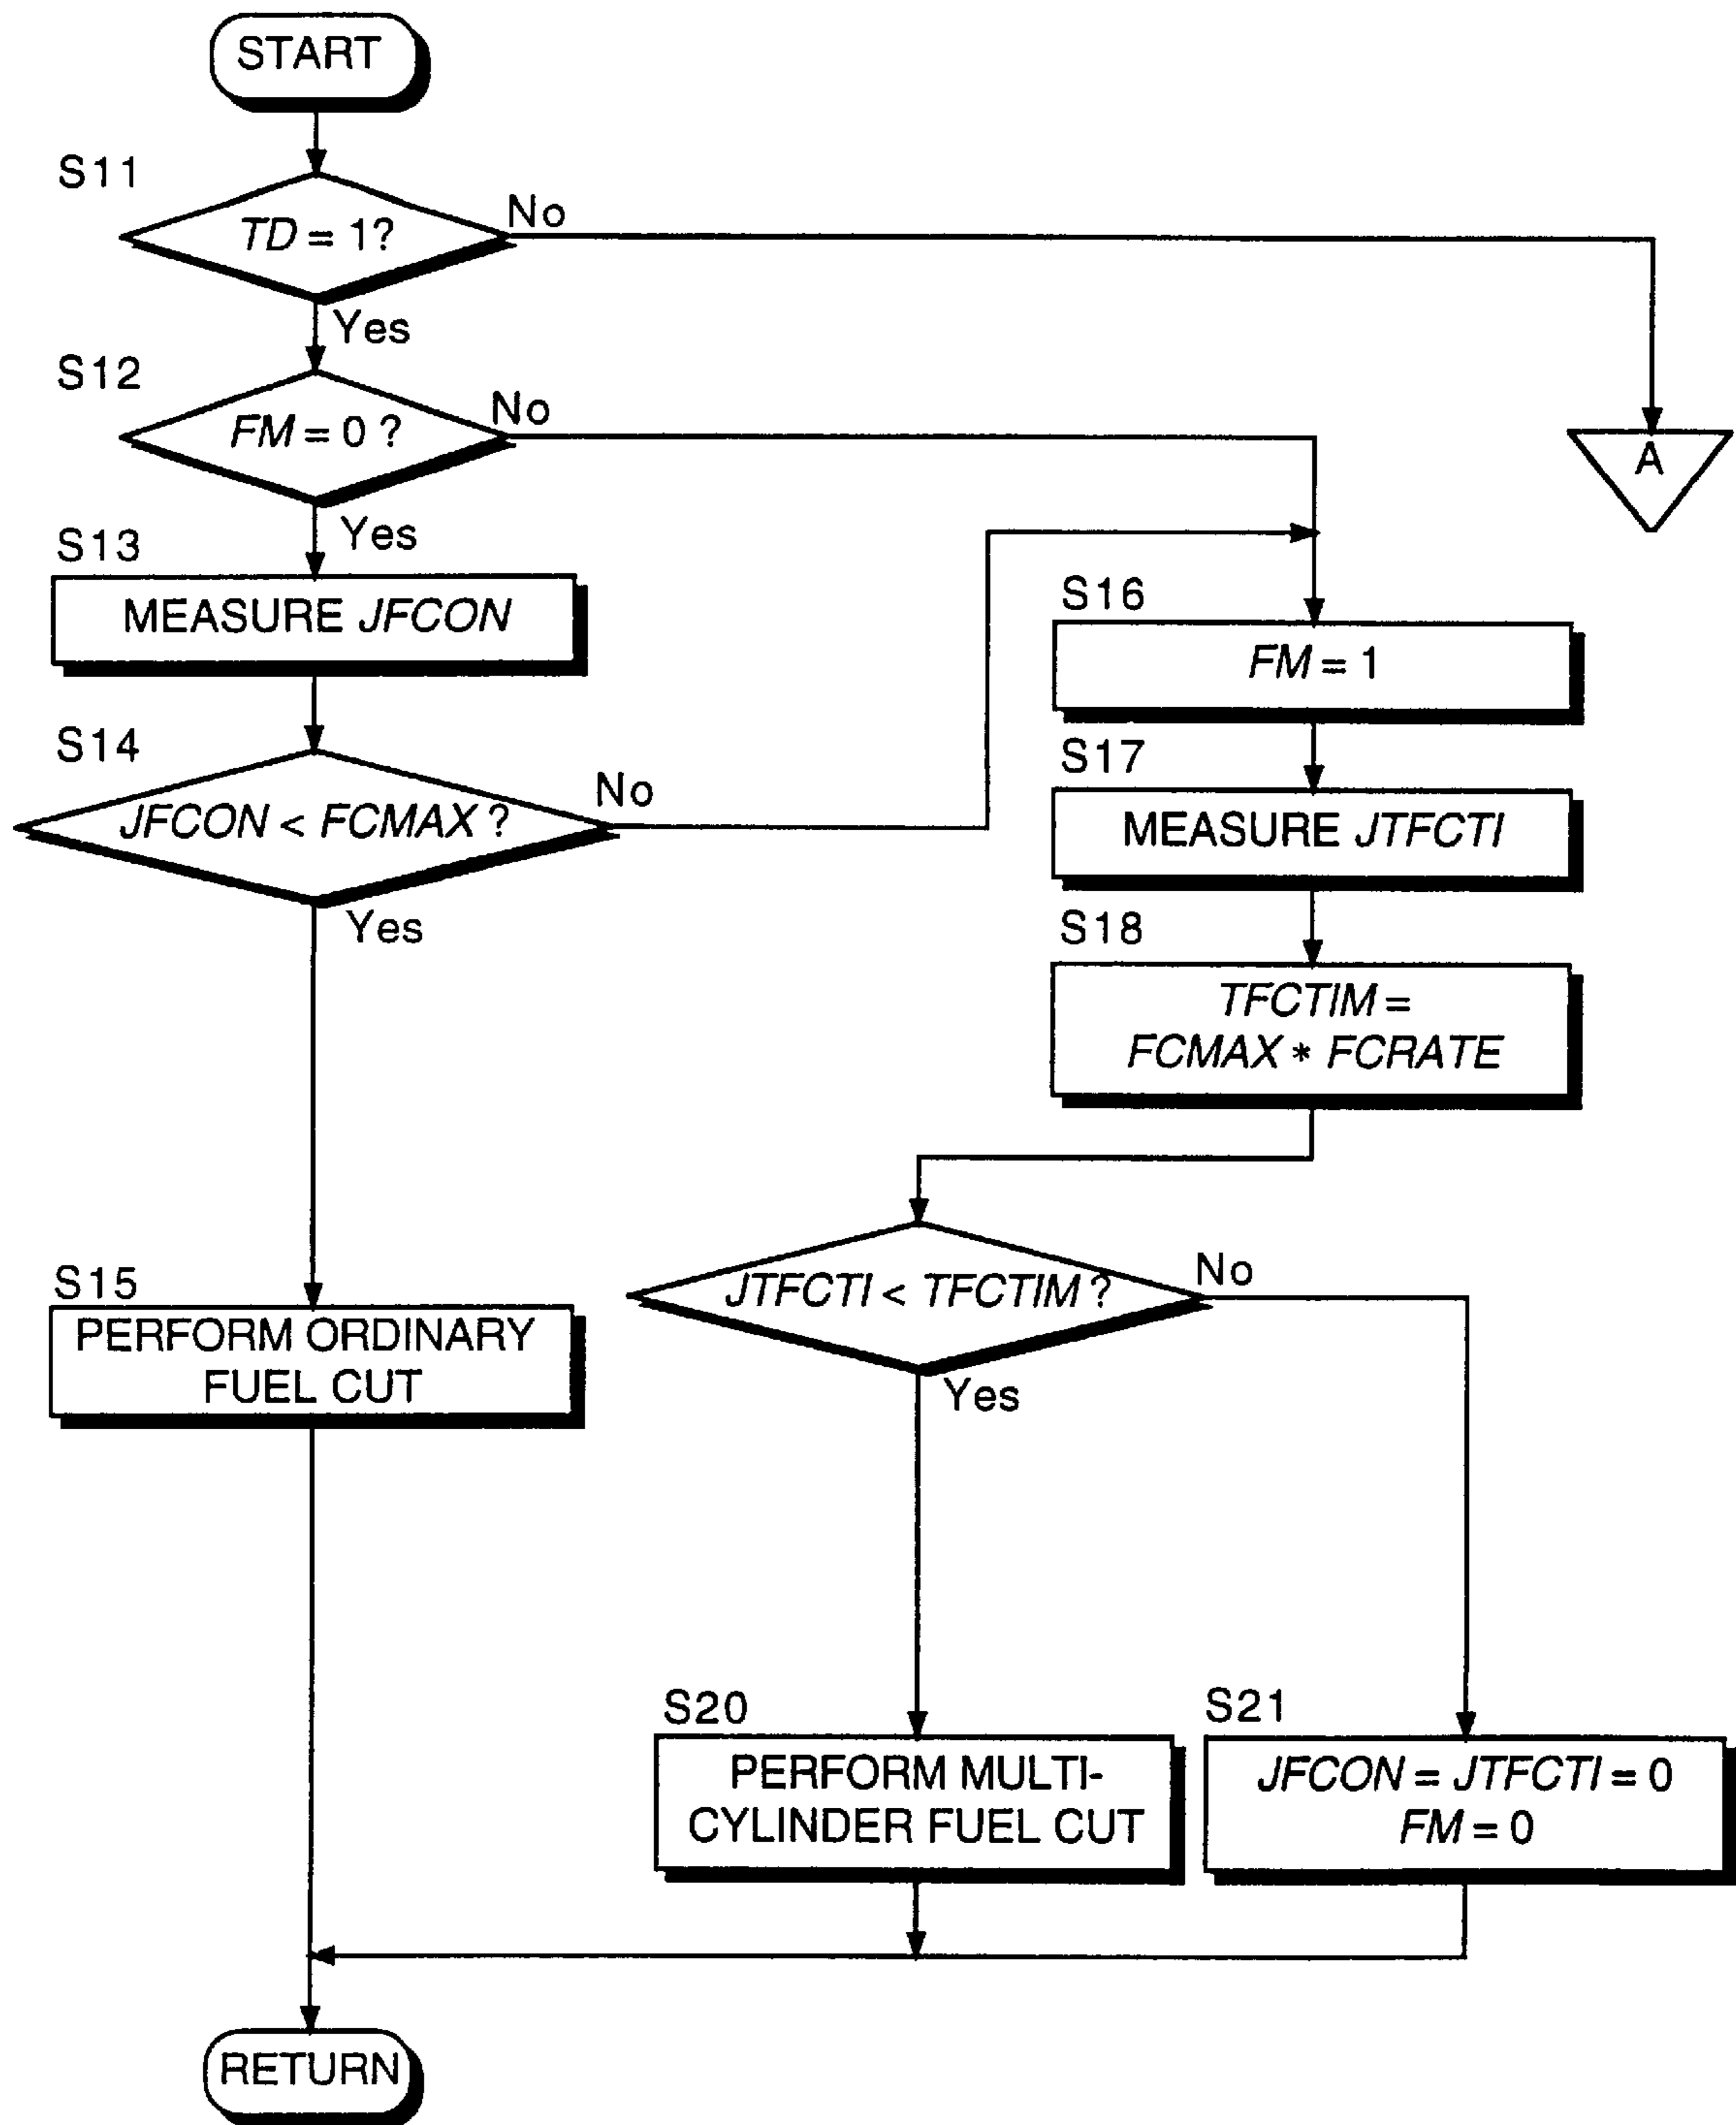 START
S11
TD = 1?
No
Yes
S12
FM = 0 ?
No
A
Yes
S13
MEASURE JFCON
S16
FM = 1
S14
JFCON < FCMAX ?
No
S17
MEASURE JTFCTI
Yes
S18
TFCTIM =
FCMAX * FCRATE
JTFCTI < TFCTIM ?
No
S15
PERFORM ORDINARY
FUEL CUT
Yes
S20
PERFORM MULTI-
CYLINDER FUEL CUT
S21
JFCON = JTFCTI = 0
FM = 0
RETURN